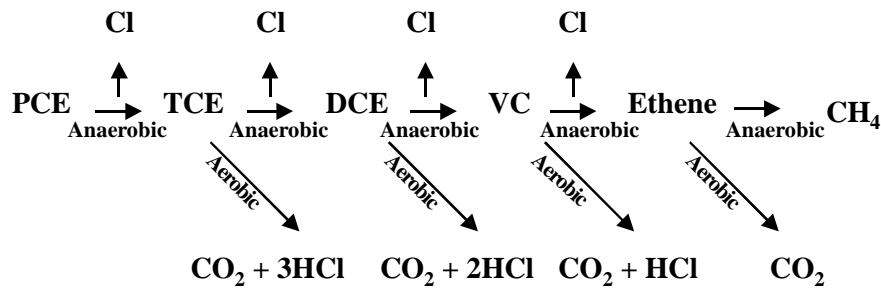 Cl Cl Cl Cl
PCE TCE DCE VC Ethene CH₄
Anaerobic Anaerobic Anaerobic Anaerobic Anaerobic
Aerobic Aerobic Aerobic Aerobic
CO₂ + 3HCl CO₂ + 2HCl CO₂ + HCl CO₂